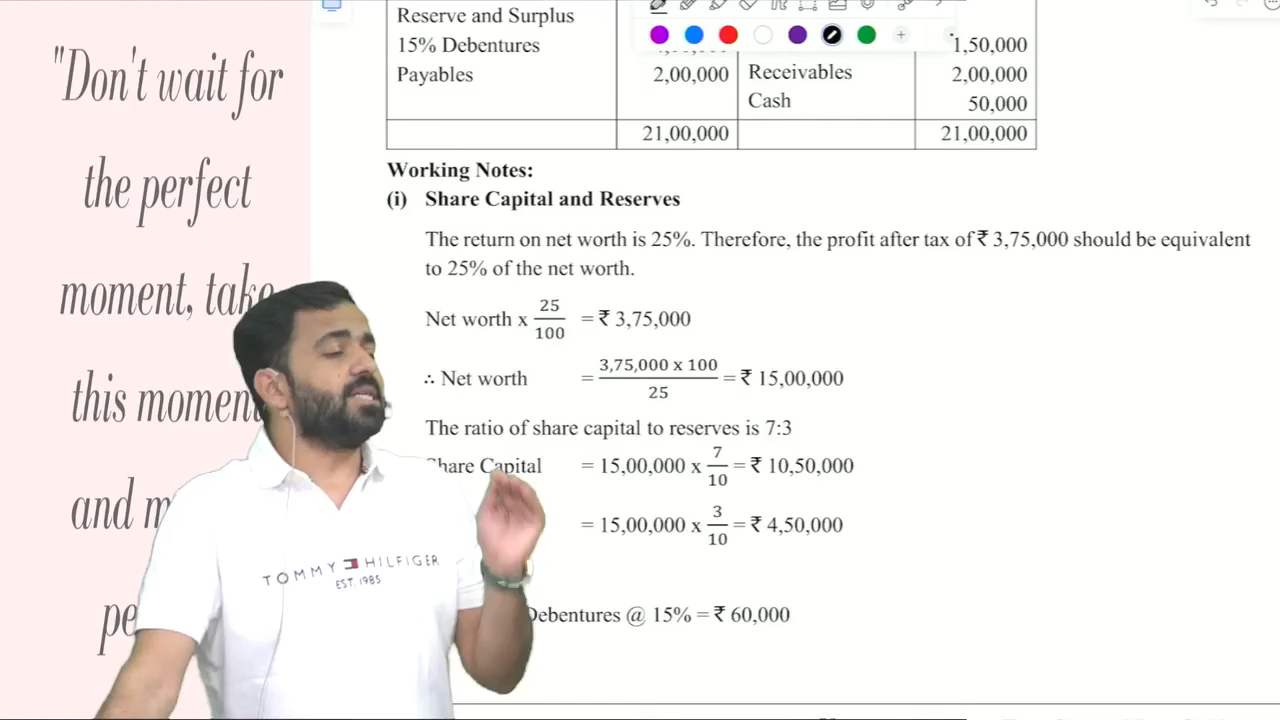 "Don't wait for
the perfect
moment, take
this moment
and m
pe
Reserve and Surplus
15% Debentures 1,50,000
Payables 2,00,000 Receivables 2,00,000
Cash 50,000
21,00,000 21,00,000
Working Notes:
(i) Share Capital and Reserves
The return on net worth is 25%. Therefore, the profit after tax of ₹ 3,75,000 should be equivalent
to 25% of the net worth.
Net worth x 25/100 = ₹ 3,75,000
∴ Net worth = 3,75,000 x 100/25 = ₹ 15,00,000
The ratio of share capital to reserves is 7:3
Share Capital = 15,00,000 x 7/10 = ₹ 10,50,000
= 15,00,000 x 3/10 = ₹ 4,50,000
Debentures @ 15% = ₹ 60,000
TOMMY HILFIGER
EST. 1985